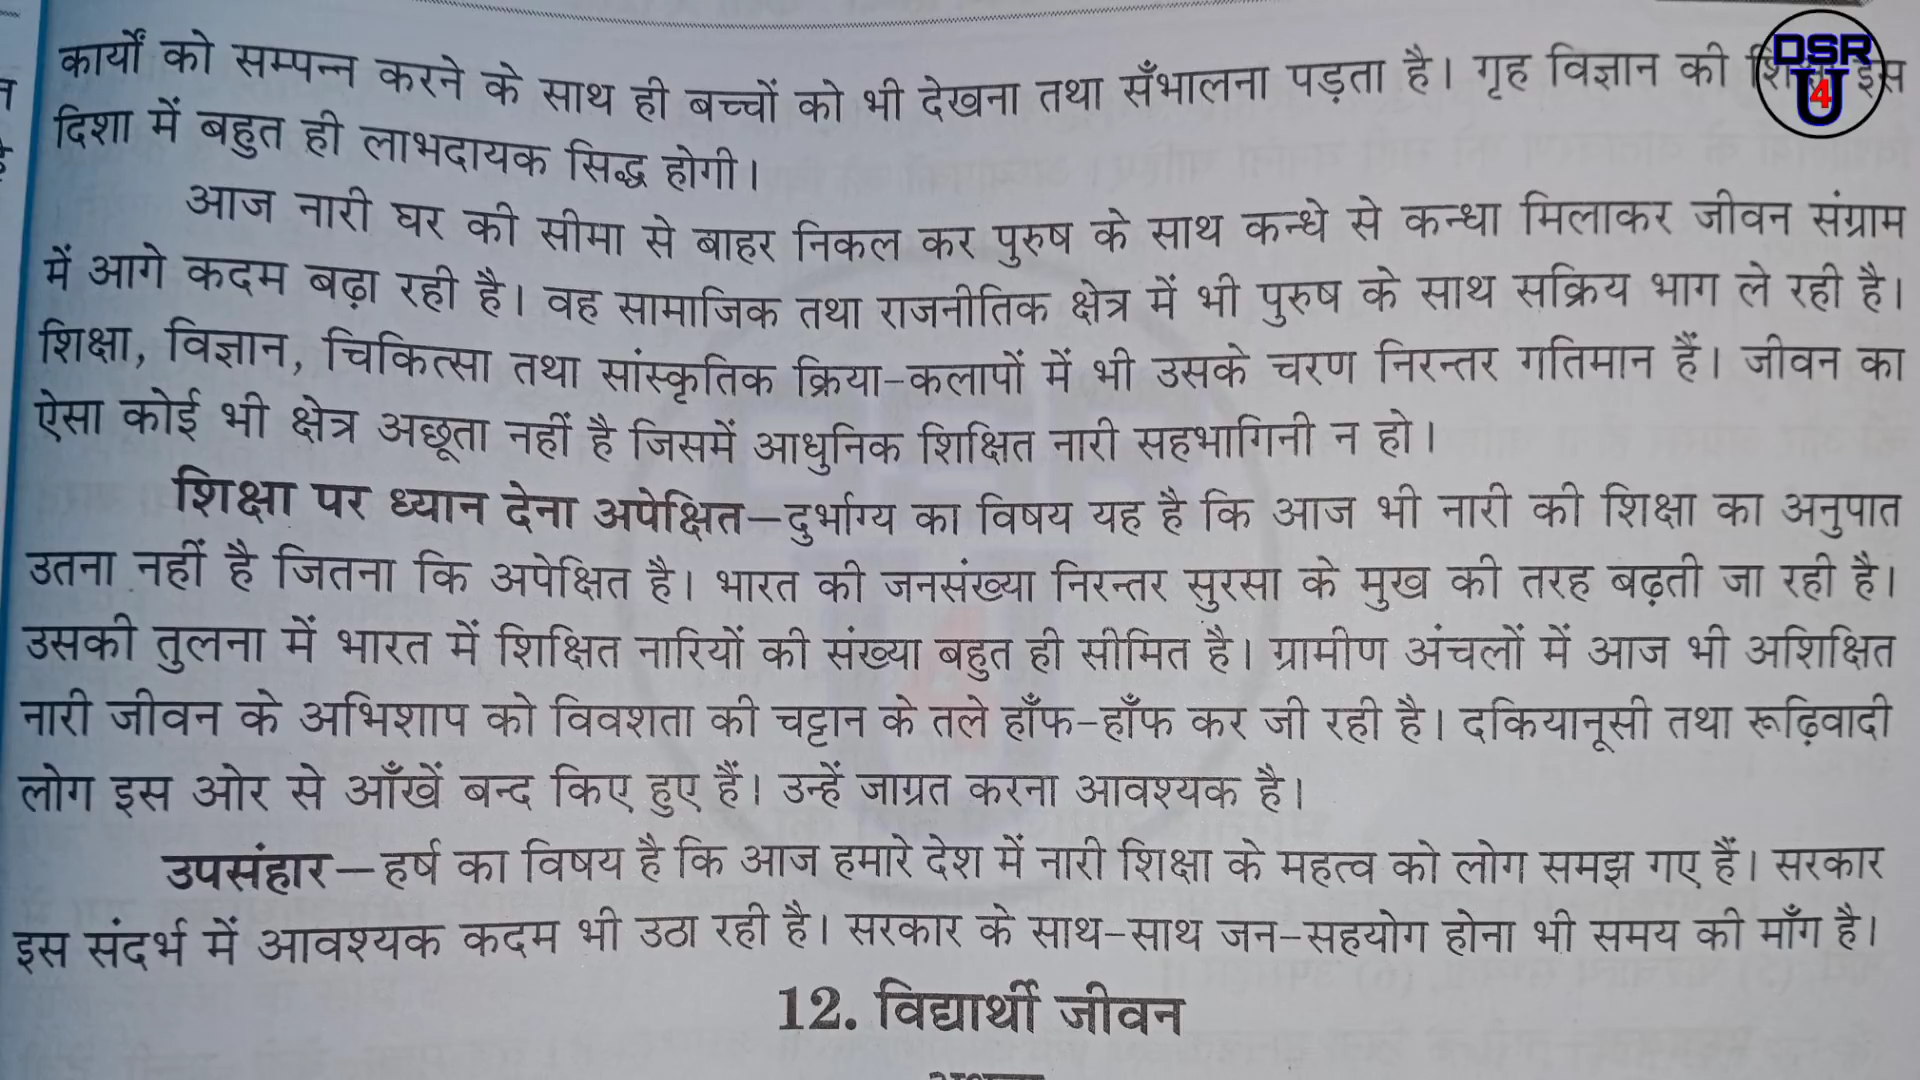 कार्यों को सम्पन्न करने के साथ ही बच्चों को भी देखना तथा सँभालना पड़ता है। गृह विज्ञान की इस
दिशा में बहुत ही लाभदायक सिद्ध होगी।
आज नारी घर की सीमा से बाहर निकल कर पुरुष के साथ कन्धे से कन्धा मिलाकर जीवन संग्राम
में आगे कदम बढ़ा रही है। वह सामाजिक तथा राजनीतिक क्षेत्र में भी पुरुष के साथ सक्रिय भाग ले रही है।
शिक्षा, विज्ञान, चिकित्सा तथा सांस्कृतिक क्रिया-कलापों में भी उसके चरण निरन्तर गतिमान हैं। जीवन का
ऐसा कोई भी क्षेत्र अछूता नहीं है जिसमें आधुनिक शिक्षित नारी सहभागिनी न हो।
शिक्षा पर ध्यान देना अपेक्षित—दुर्भाग्य का विषय यह है कि आज भी नारी की शिक्षा का अनुपात
उतना नहीं है जितना कि अपेक्षित है। भारत की जनसंख्या निरन्तर सुरसा के मुख की तरह बढ़ती जा रही है।
उसकी तुलना में भारत में शिक्षित नारियों की संख्या बहुत ही सीमित है। ग्रामीण अंचलों में आज भी अशिक्षित
नारी जीवन के अभिशाप को विवशता की चट्टान के तले हाँफ-हाँफ कर जी रही है। दकियानूसी तथा रूढ़िवादी
लोग इस ओर से आँखें बन्द किए हुए हैं। उन्हें जाग्रत करना आवश्यक है।
उपसंहार—हर्ष का विषय है कि आज हमारे देश में नारी शिक्षा के महत्व को लोग समझ गए हैं। सरकार
इस संदर्भ में आवश्यक कदम भी उठा रही है। सरकार के साथ-साथ जन-सहयोग होना भी समय की माँग है।
12. विद्यार्थी जीवन
DSR
U
4